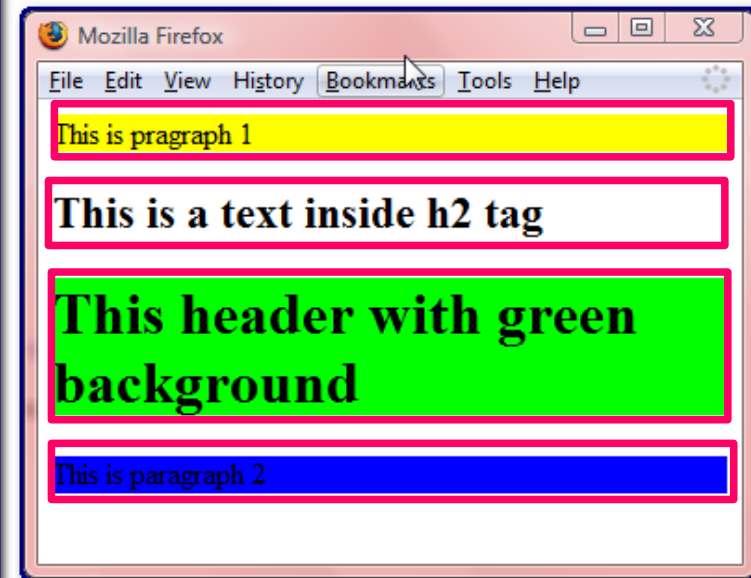 Mozilla Firefox
File Edit View History Bookmarks Tools Help
This is pragraph 1
This is a text inside h2 tag
This header with green
background
This is paragraph 2